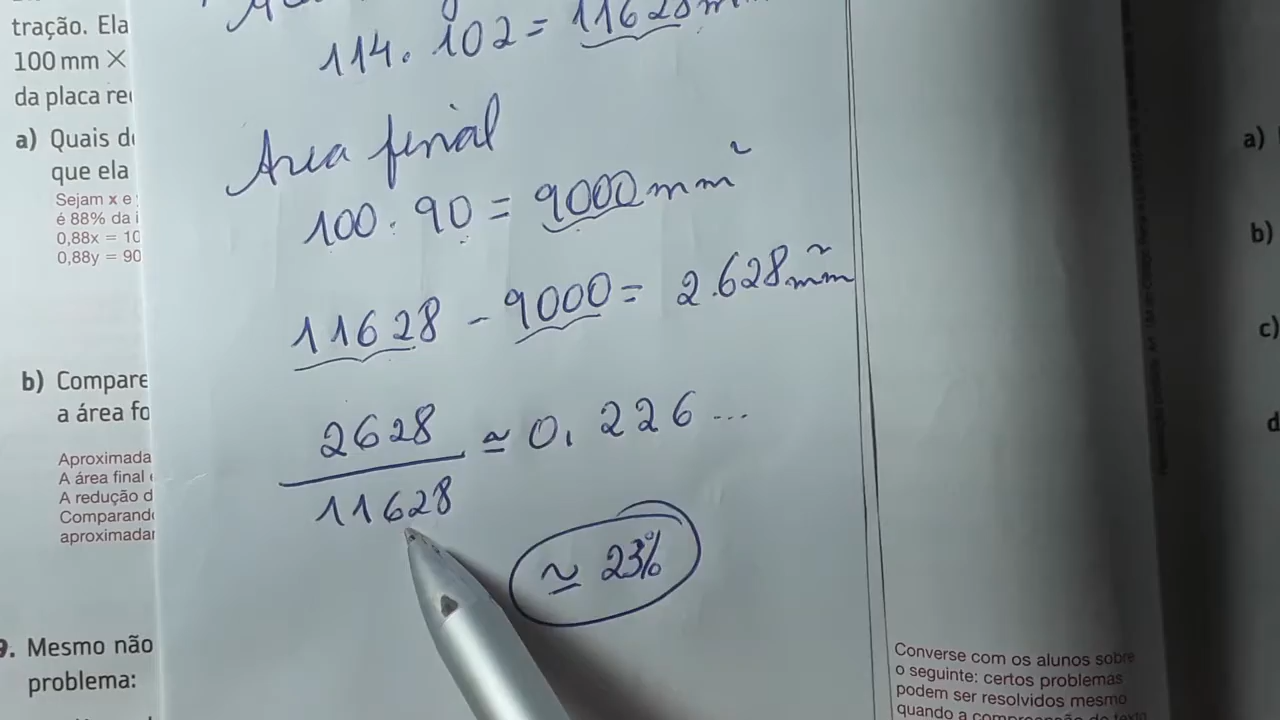 tração. Ela
100 mm ×
da placa
a) Quais
que ela
Sejam x e
é 88% da
0,88x = 10
0,88y = 90
b) Compare
a área fo
Aproximada
A área final
A redução d
Comparando
aproximadar
9. Mesmo não
problema:
114. 102 = 11628
Area final
100. 90 = 9000 mm²
11628 - 9000 = 2.628 mm²
2628
11628
≃ 0, 226 ...
≃ 23%
Converse com os alunos sobre
o seguinte: certos problemas
podem ser resolvidos mesmo
quando a
a)
b)
c)
d